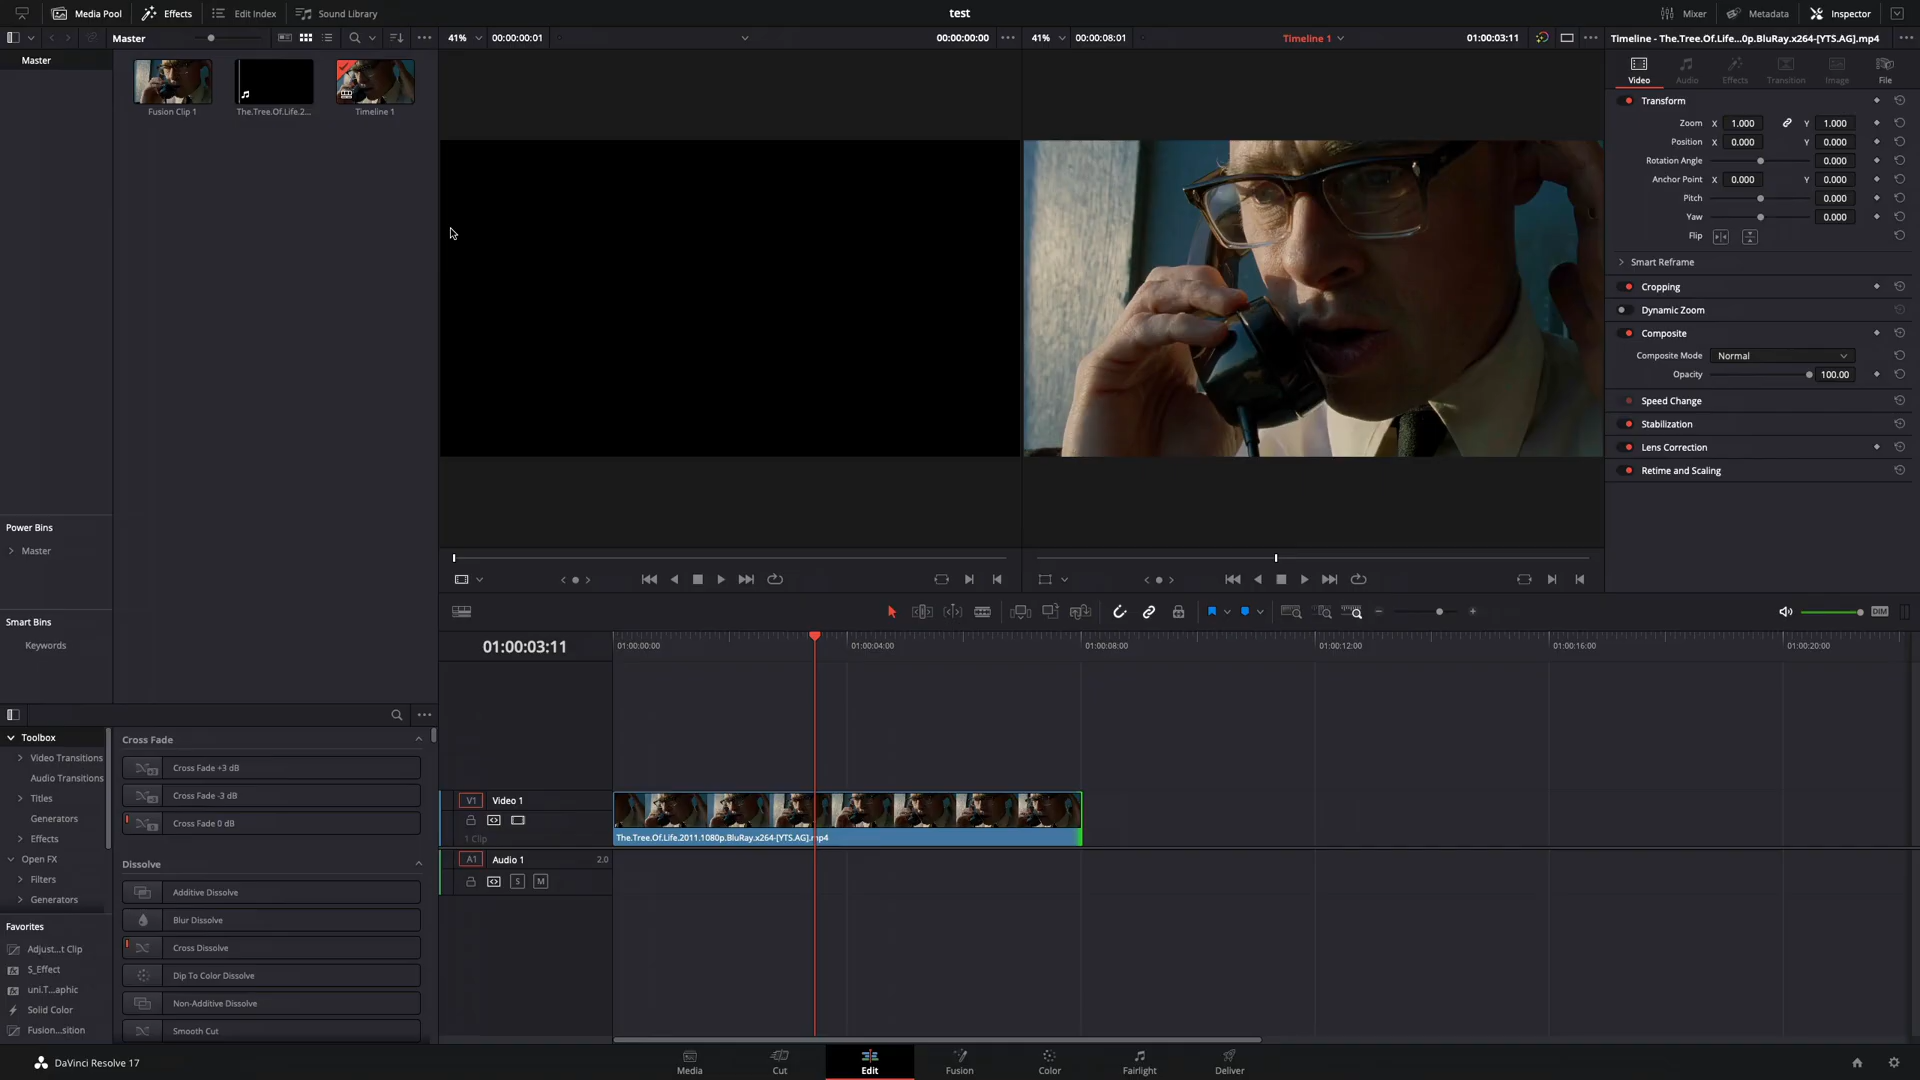 Media Pool
Effects
Edit Index
Sound Library
test
Mixer
Metadata
Inspector
Master
41%
00:00:00:01
00:00:00:00
41%
00:00:08:01
Timeline 1
01:00:03:11
Timeline - The.Tree.Of.Life...0p.BluRay.x264-[YTS.AG].mp4
Master
Fusion Clip 1
The.Tree.Of.Life.2...
Timeline 1
Video
Audio
Effects
Transition
Image
File
Transform
Zoom X 1.000 Y 1.000
Position X 0.000 Y 0.000
Rotation Angle 0.000
Anchor Point X 0.000 Y 0.000
Pitch 0.000
Yaw 0.000
Flip
Smart Reframe
Cropping
Dynamic Zoom
Composite
Composite Mode Normal
Opacity 100.00
Speed Change
Stabilization
Lens Correction
Retime and Scaling
Power Bins
Master
Smart Bins
Keywords
DIM
01:00:03:11
01:00:00:00
01:00:04:00
01:00:08:00
01:00:12:00
01:00:16:00
01:00:20:00
V1 Video 1
1 Clip
The.Tree.Of.Life.2011.1080p.BluRay.x264-[YTS.AG].mp4
A1 Audio 1 2.0
S M
Toolbox
Video Transitions
Audio Transitions
Titles
Generators
Effects
Open FX
Filters
Generators
Favorites
Adjust...t Clip
S_Effect
uni.T...aphic
Solid Color
Fusion...sition
Cross Fade
Cross Fade +3 dB
Cross Fade -3 dB
Cross Fade 0 dB
Dissolve
Additive Dissolve
Blur Dissolve
Cross Dissolve
Dip To Color Dissolve
Non-Additive Dissolve
Smooth Cut
DaVinci Resolve 17
Media
Cut
Edit
Fusion
Color
Fairlight
Deliver